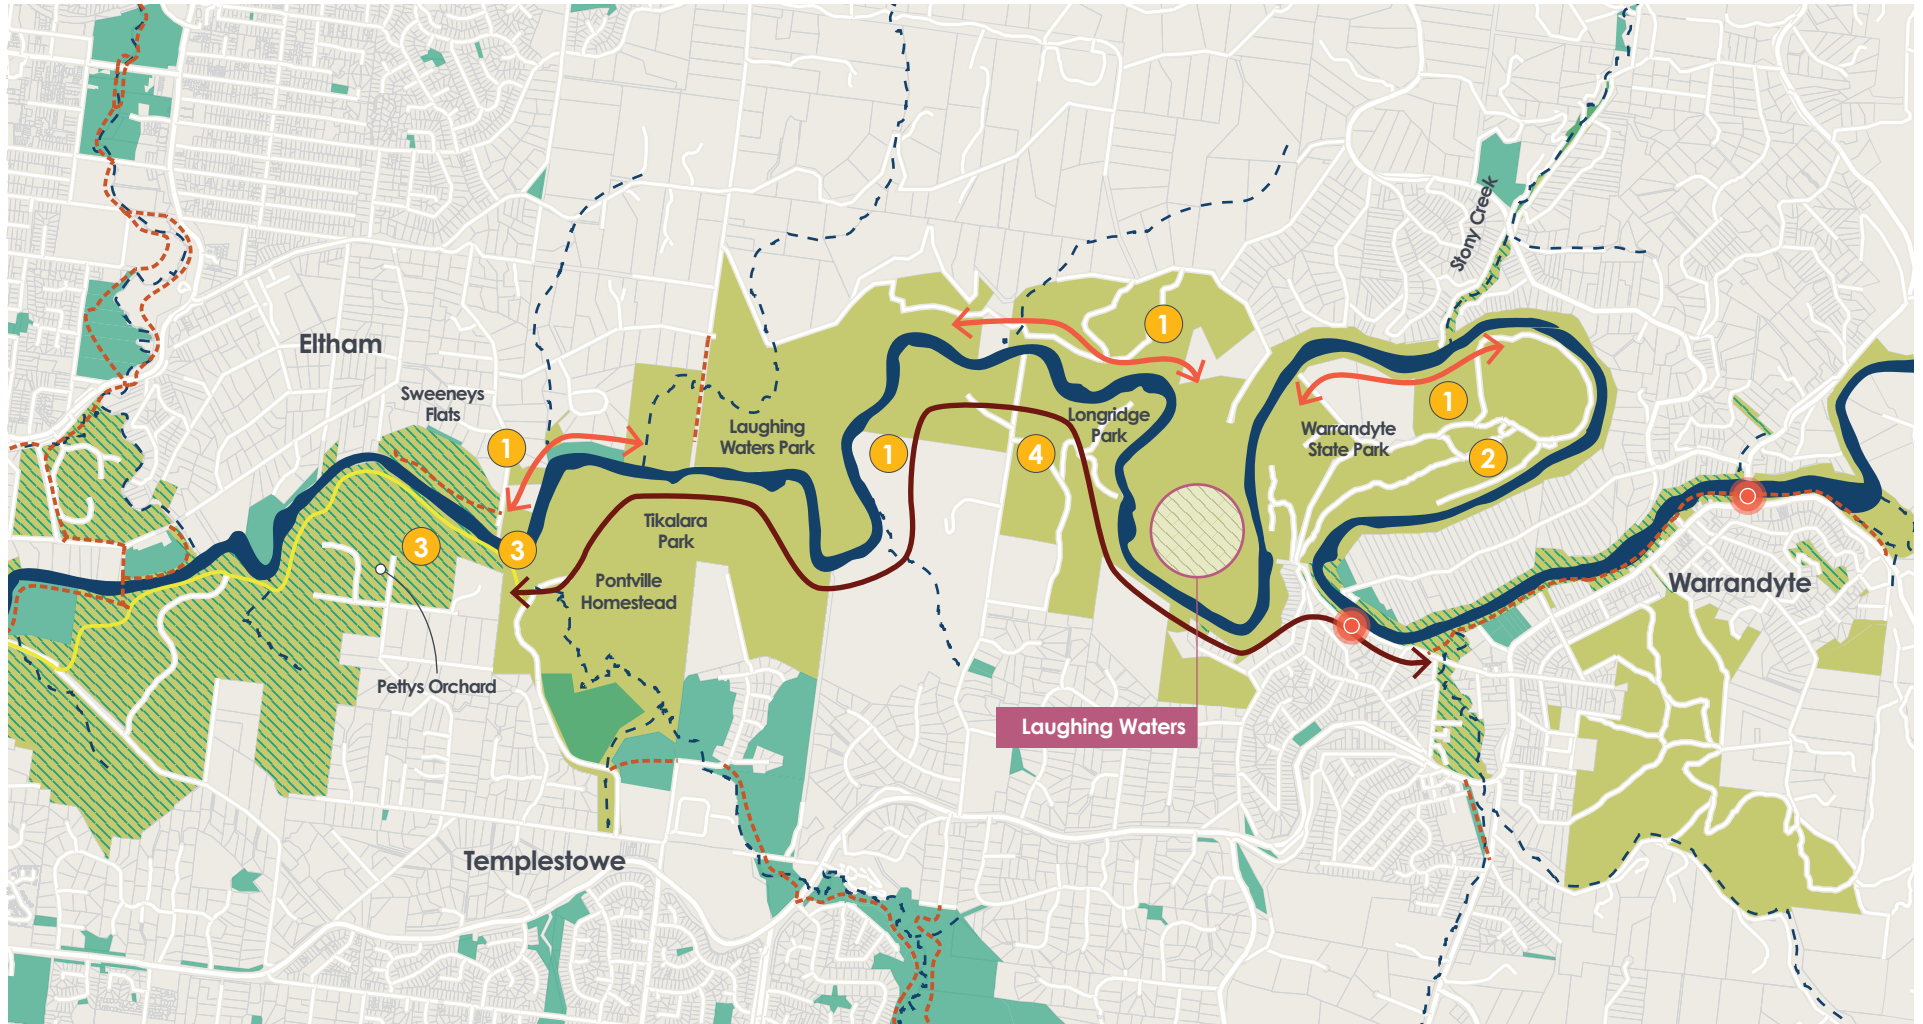 Stony Creek
1
Eltham
Sweeneys
Flats
1
Laughing
Waters Park
1
4
Longridge
Park
Warrandyte
State Park
1
2
3
3
Tikalara
Park
Pontville
Homestead
Warrandyte
Pettys Orchard
Laughing Waters
Templestowe